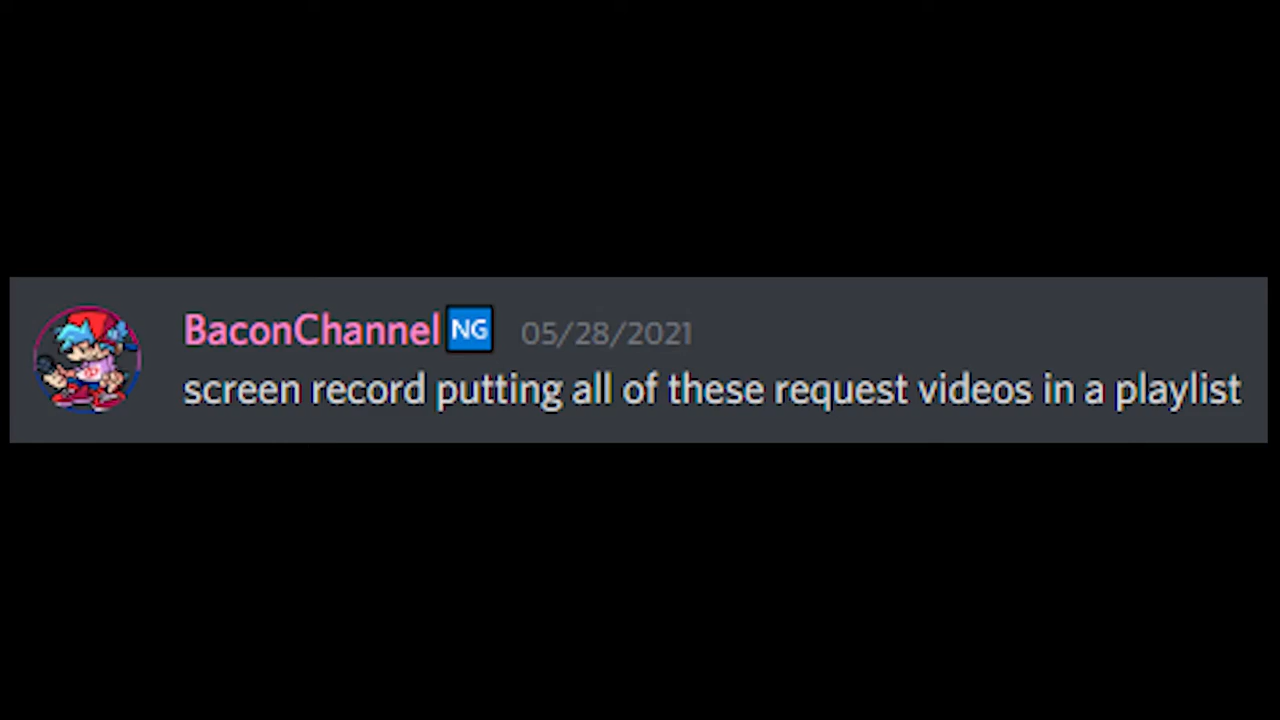 BaconChannel NG 05/28/2021
screen record putting all of these request videos in a playlist